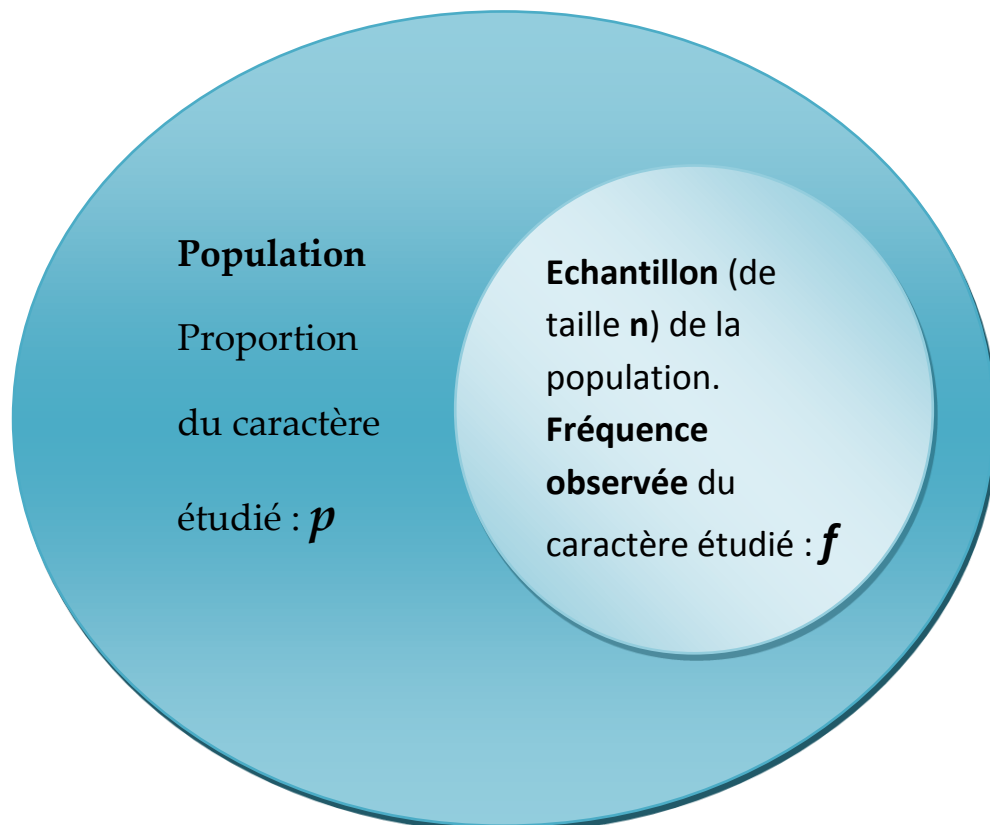 Population
Proportion
du caractère
étudié : p
Echantillon (de
taille n) de la
population.
Fréquence
observée du
caractère étudié : f